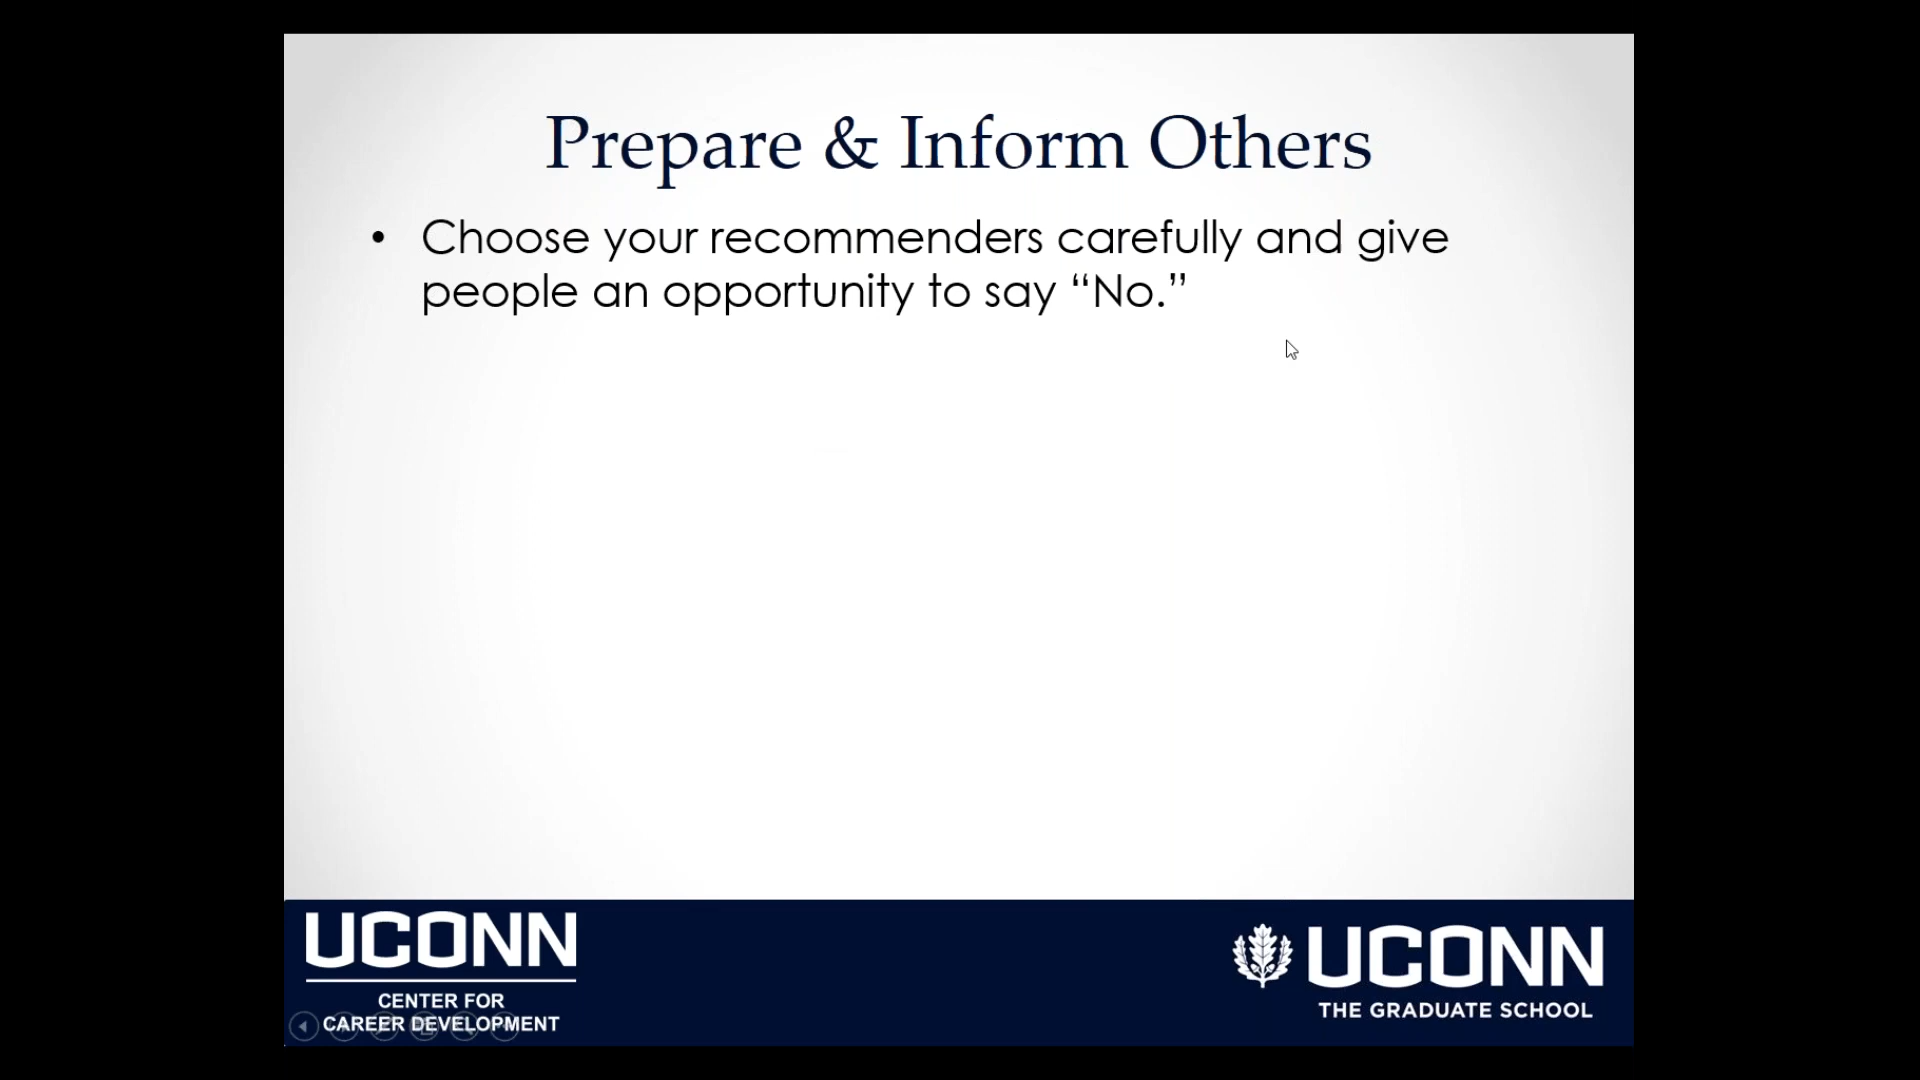 Prepare & Inform Others
• Choose your recommenders carefully and give
people an opportunity to say “No.”
UCONN
CENTER FOR
CAREER DEVELOPMENT
UCONN
THE GRADUATE SCHOOL